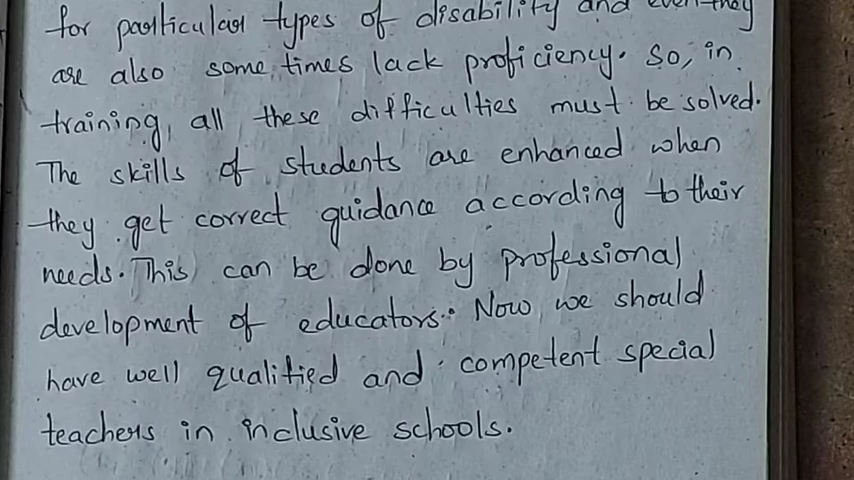 for particular types of disability and even they
are also some times lack proficiency. So, in
training, all these difficulties must be solved.
The skills of students are enhanced when
they get correct guidance according to their
needs. This can be done by professional
development of educators. Now we should
have well qualified and competent special
teachers in inclusive schools.